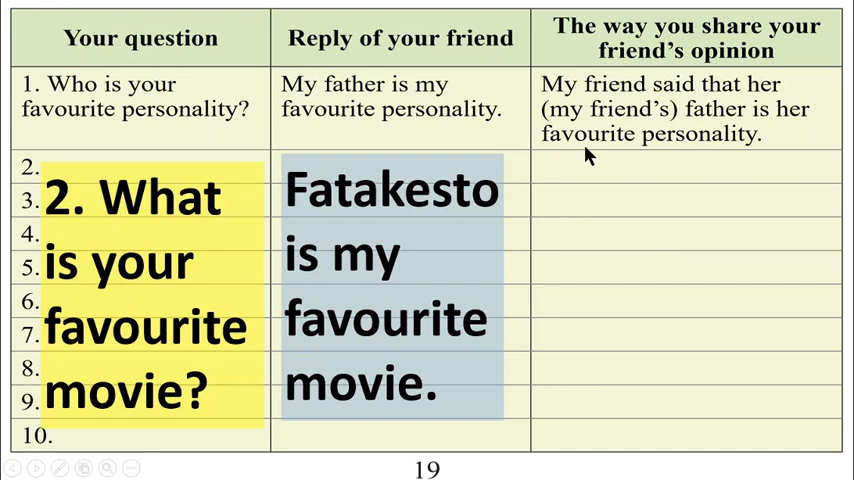 Your question
Reply of your friend
The way you share your
friend's opinion
1. Who is your
favourite personality?
My father is my
favourite personality.
My friend said that her
(my friend's) father is her
favourite personality.
2.
3.
4.
5.
6.
7.
8.
9.
10.
2. What
is your
favourite
movie?
Fatakesto
is my
favourite
movie.
19